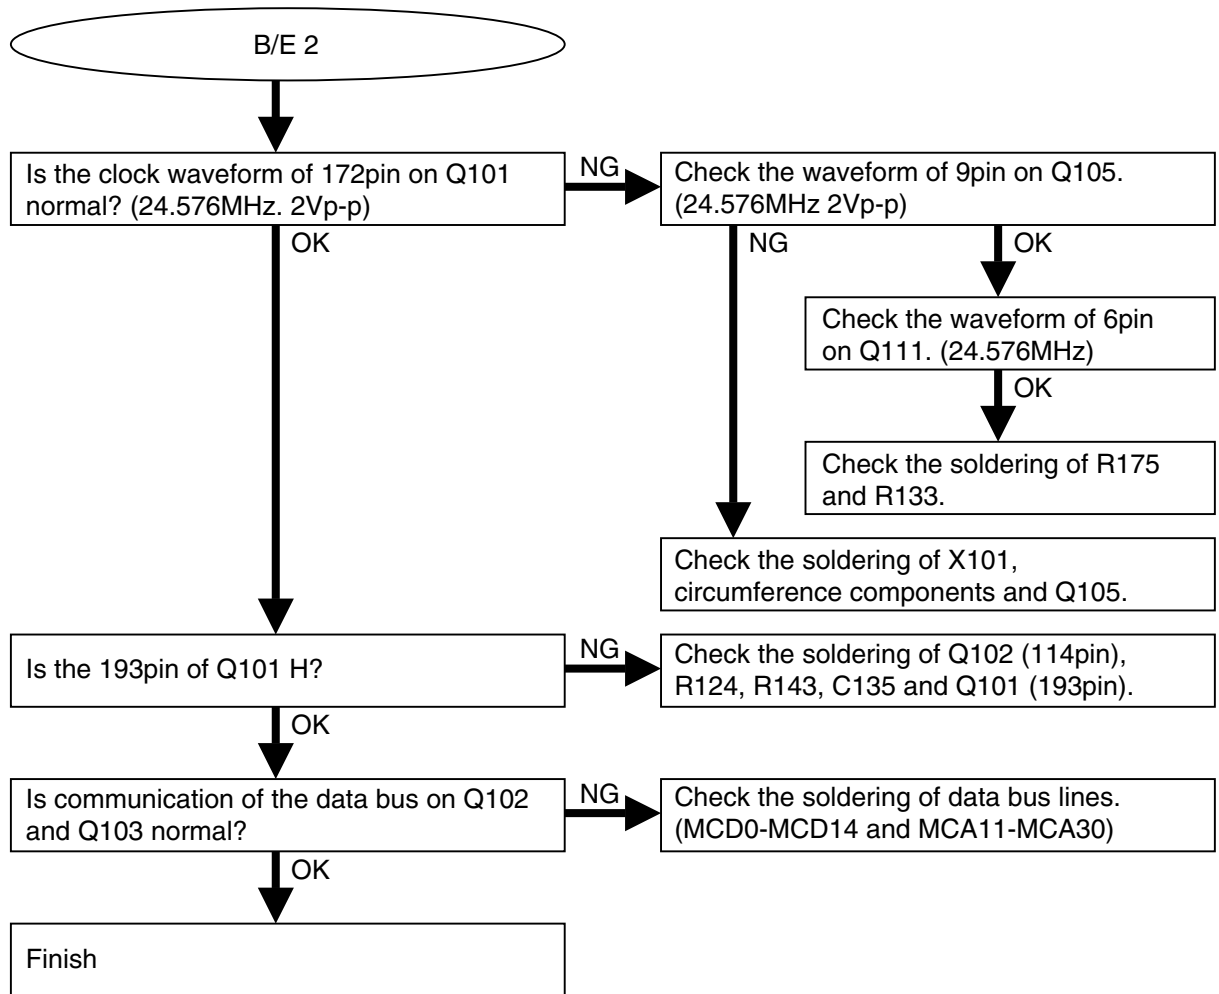 B/E 2
Is the clock waveform of 172pin on Q101
normal? (24.576MHz. 2Vp-p)
NG
Check the waveform of 9pin on Q105.
(24.576MHz 2Vp-p)
OK
NG
OK
Check the waveform of 6pin
on Q111. (24.576MHz)
OK
Check the soldering of R175
and R133.
Check the soldering of X101,
circumference components and Q105.
Is the 193pin of Q101 H?
NG
Check the soldering of Q102 (114pin),
R124, R143, C135 and Q101 (193pin).
OK
Is communication of the data bus on Q102
and Q103 normal?
NG
Check the soldering of data bus lines.
(MCD0-MCD14 and MCA11-MCA30)
OK
Finish